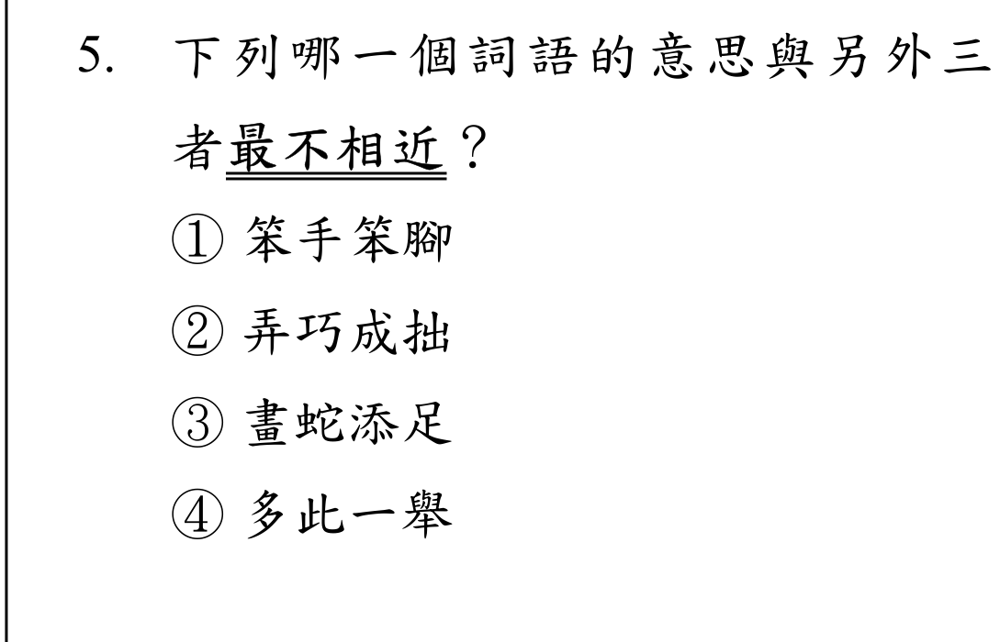 5. 下列哪一個詞語的意思與另外三
者最不相近？
① 笨手笨腳
② 弄巧成拙
③ 畫蛇添足
④ 多此一舉